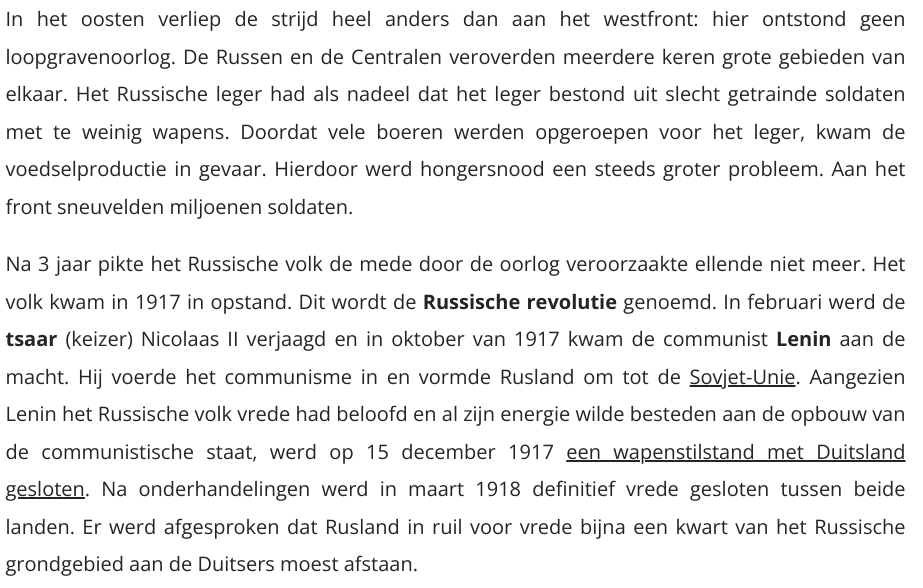 In het oosten verliep de strijd heel anders dan aan het westfront: hier ontstond geen
loopgravenoorlog. De Russen en de Centralen veroverden meerdere keren grote gebieden van
elkaar. Het Russische leger had als nadeel dat het leger bestond uit slecht getrainde soldaten
met te weinig wapens. Doordat vele boeren werden opgeroepen voor het leger, kwam de
voedselproductie in gevaar. Hierdoor werd hongersnood een steeds groter probleem. Aan het
front sneuvelden miljoenen soldaten.
Na 3 jaar pikte het Russische volk de mede door de oorlog veroorzaakte ellende niet meer. Het
volk kwam in 1917 in opstand. Dit wordt de Russische revolutie genoemd. In februari werd de
tsaar (keizer) Nicolaas II verjaagd en in oktober van 1917 kwam de communist Lenin aan de
macht. Hij voerde het communisme in en vormde Rusland om tot de Sovjet-Unie. Aangezien
Lenin het Russische volk vrede had beloofd en al zijn energie wilde besteden aan de opbouw van
de communistische staat, werd op 15 december 1917 een wapenstilstand met Duitsland
gesloten. Na onderhandelingen werd in maart 1918 definitief vrede gesloten tussen beide
landen. Er werd afgesproken dat Rusland in ruil voor vrede bijna een kwart van het Russische
grondgebied aan de Duitsers moest afstaan.